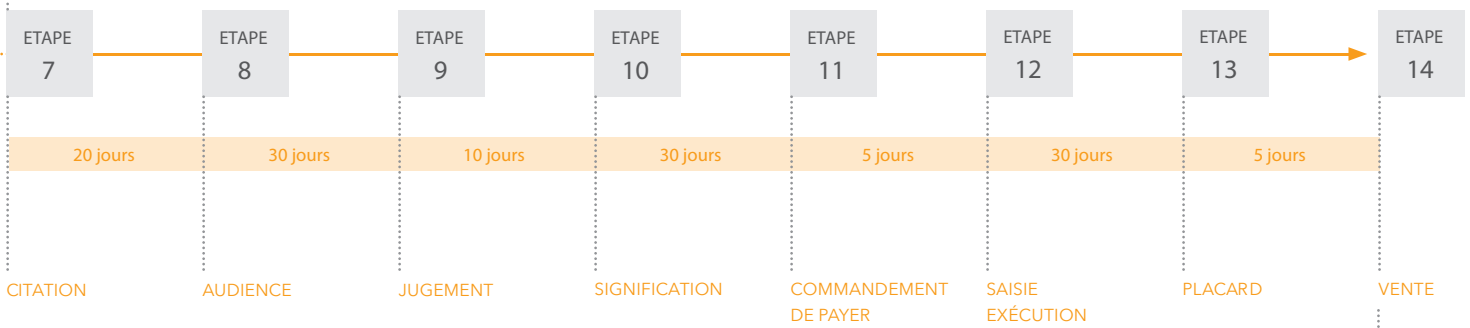 ETAPE
7
ETAPE
8
ETAPE
9
ETAPE
10
ETAPE
11
ETAPE
12
ETAPE
13
ETAPE
14
20 jours
30 jours
10 jours
30 jours
5 jours
30 jours
5 jours
CITATION
AUDIENCE
JUGEMENT
SIGNIFICATION
COMMANDEMENT
DE PAYER
SAISIE
EXÉCUTION
PLACARD
VENTE